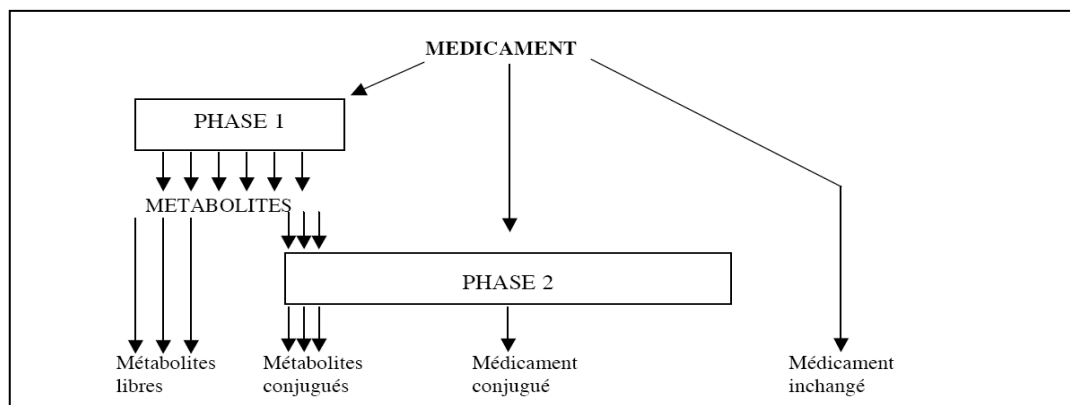 MEDICAMENT
PHASE 1
METABOLITES
PHASE 2
Métabolites
libres
Métabolites
conjugués
Médicament
conjugué
Médicament
inchangé